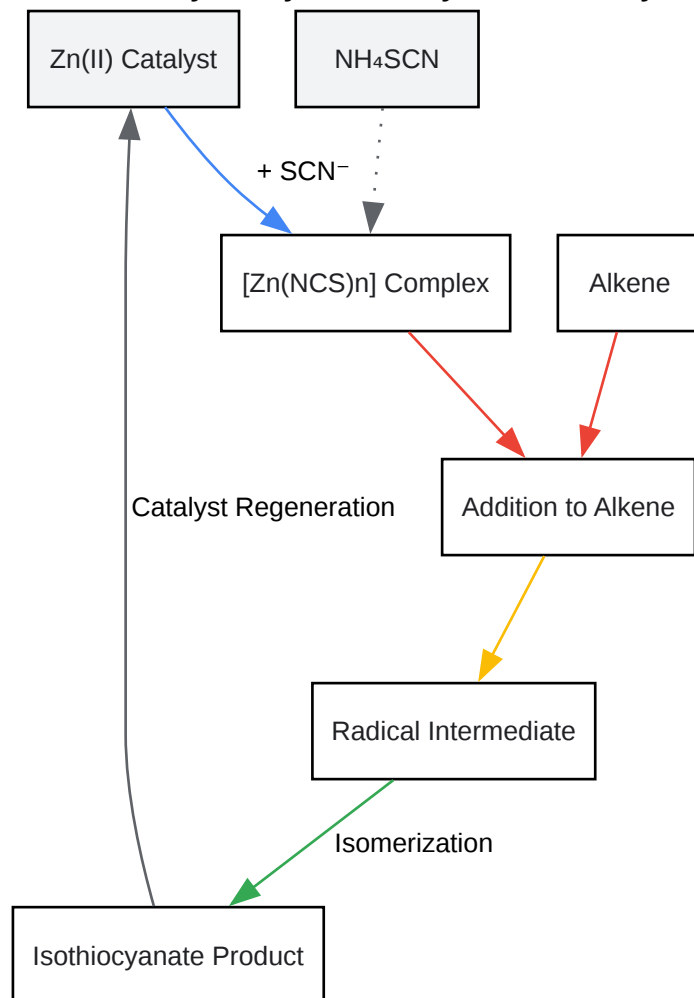 Zn(II) Catalyst
NH₄SCN
+ SCN⁻
[Zn(NCS)n] Complex
Alkene
Catalyst Regeneration
Addition to Alkene
Radical Intermediate
Isomerization
Isothiocyanate Product